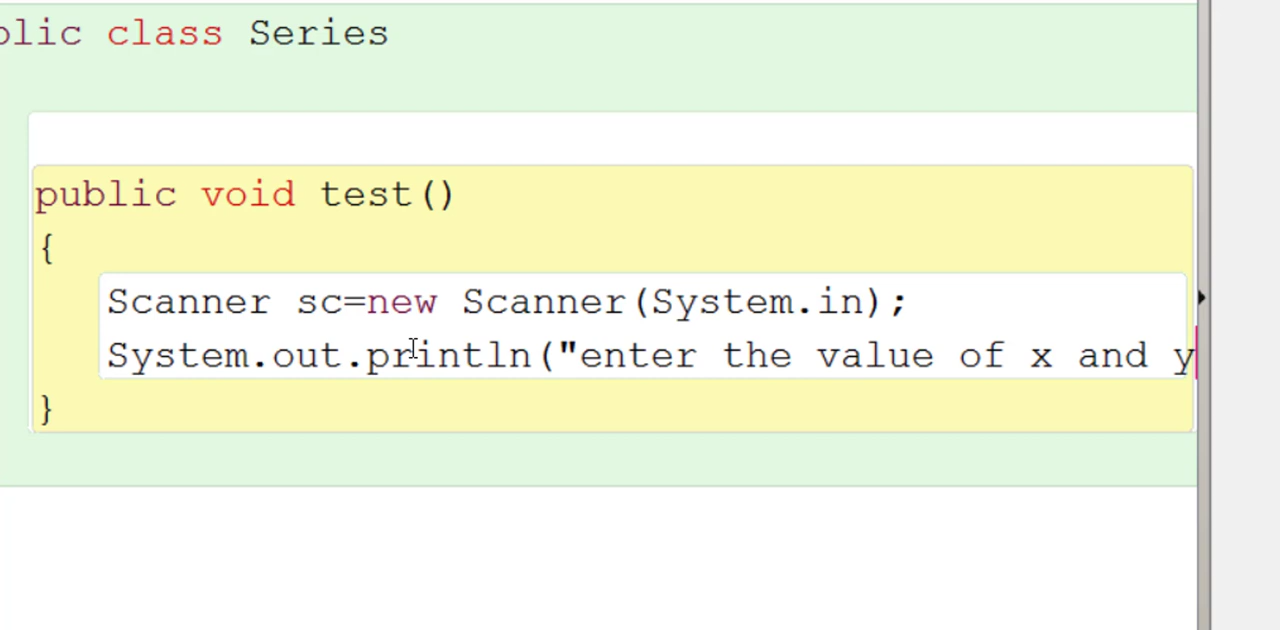 olic class Series
public void test()
{
Scanner sc=new Scanner(System.in);
System.out.println("enter the value of x and y
}